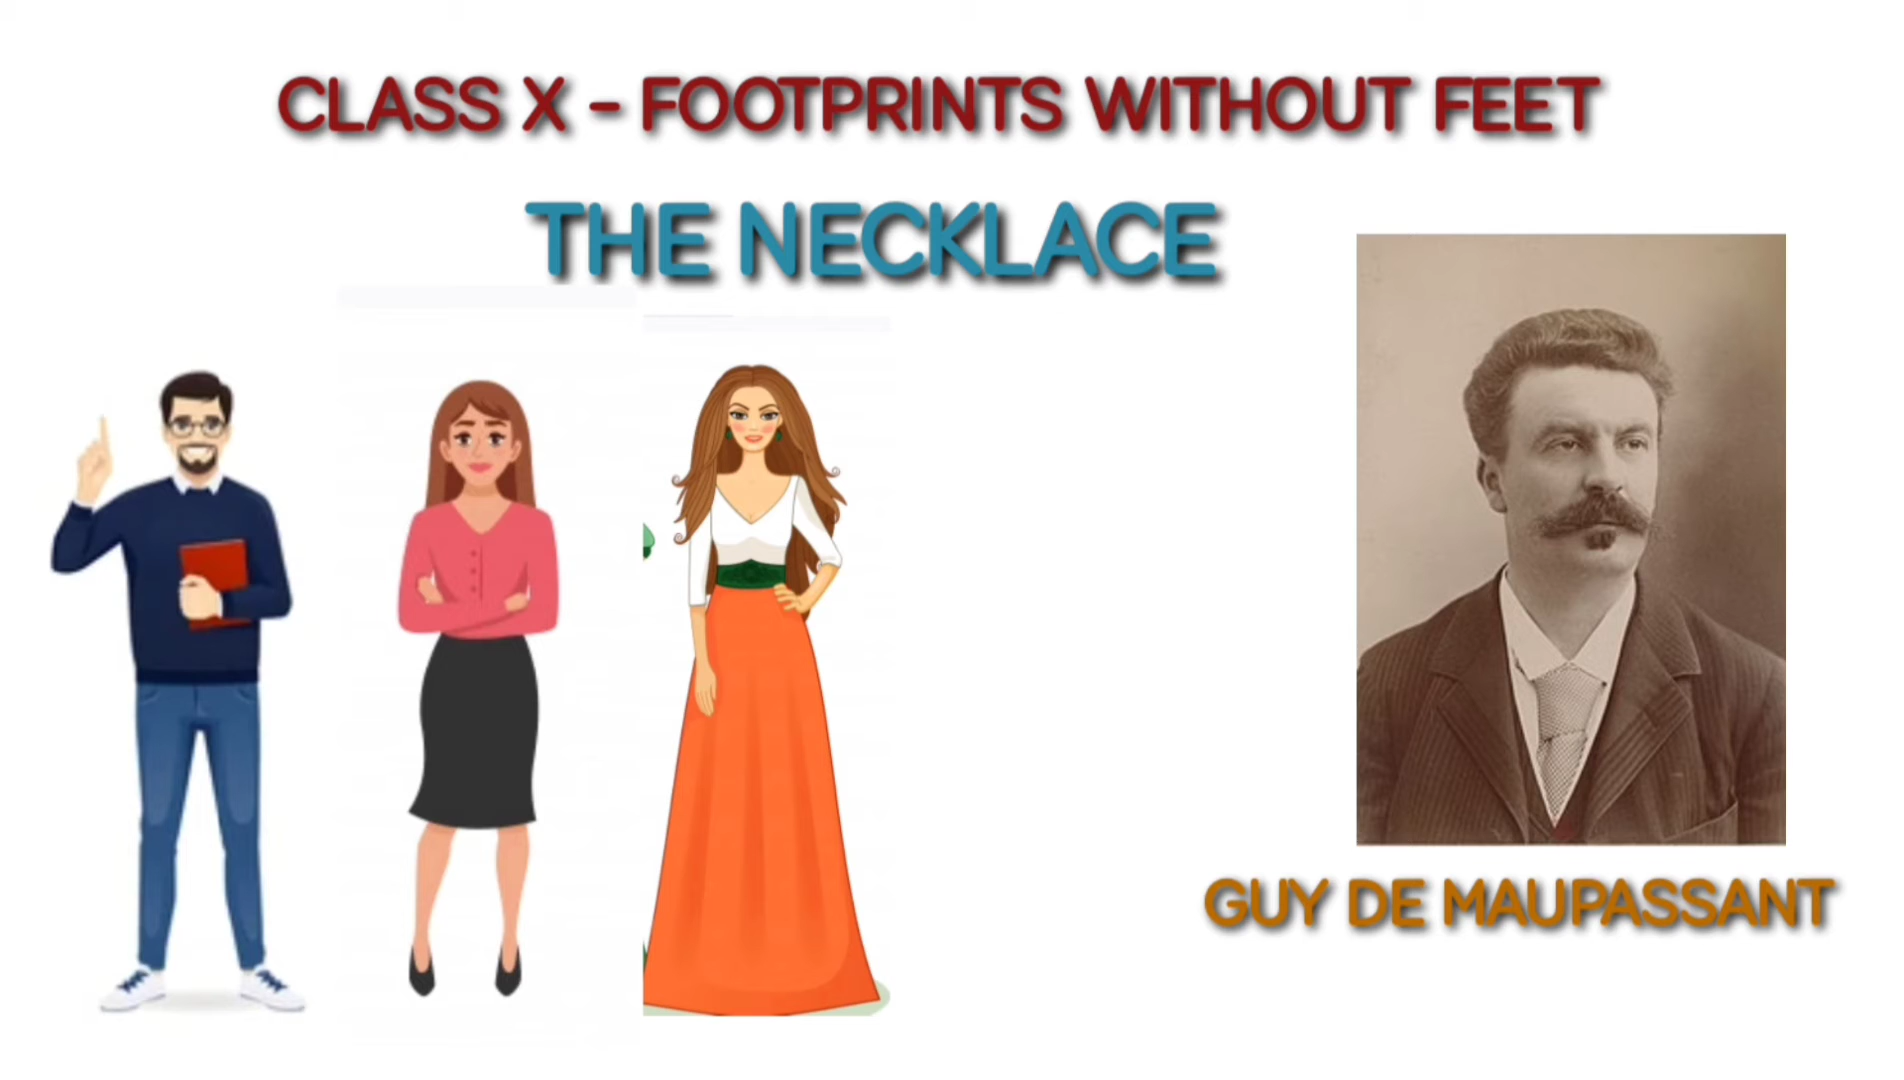 CLASS X - FOOTPRINTS WITHOUT FEET
THE NECKLACE
GUY DE MAUPASSANT